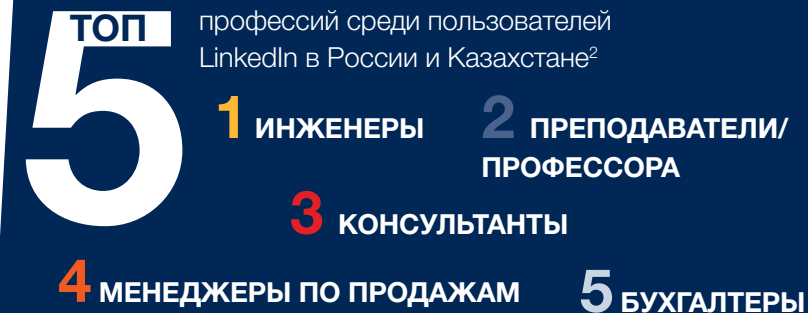 ТОП
5
профессий среди пользователей
LinkedIn в России и Казахстане²
1 ИНЖЕНЕРЫ
2 ПРЕПОДАВАТЕЛИ/
ПРОФЕССОРА
3 КОНСУЛЬТАНТЫ
4 МЕНЕДЖЕРЫ ПО ПРОДАЖАМ
5 БУХГАЛТЕРЫ